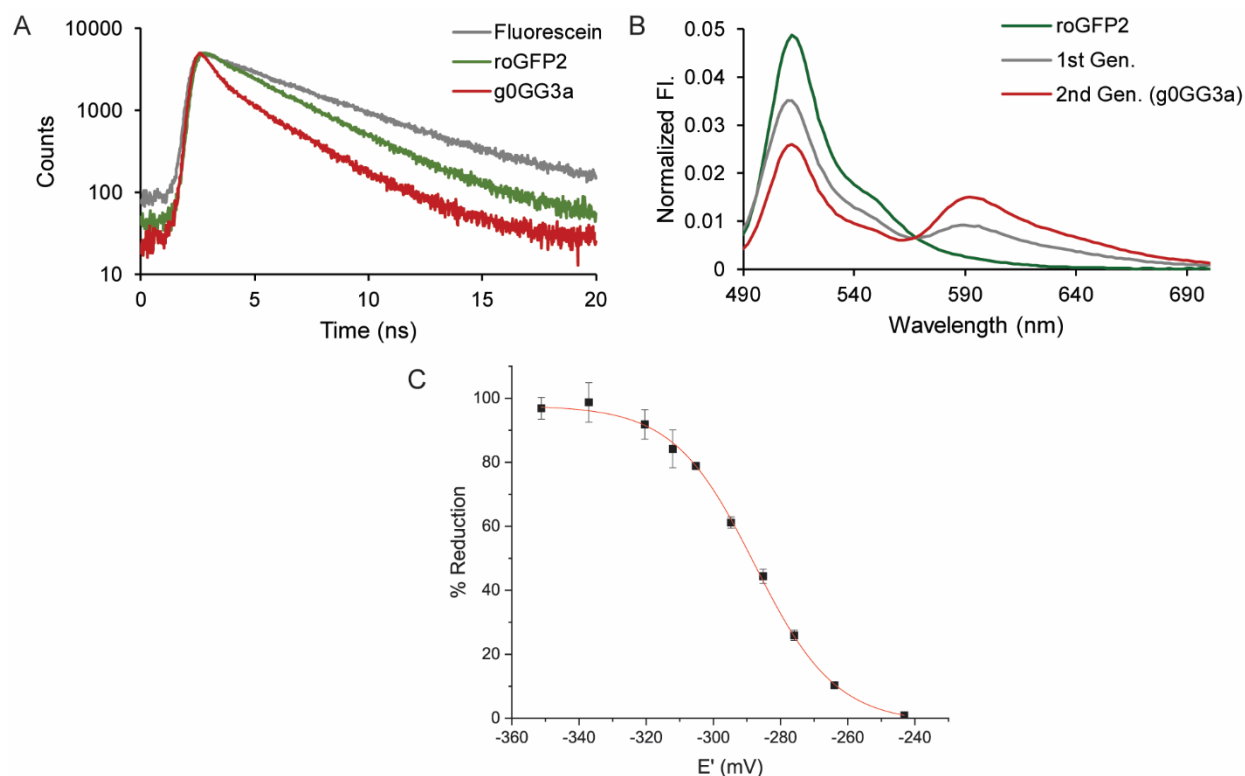 A
10000
1000
100
10
Counts
0
5
10
15
20
Time (ns)
Fluorescein
roGFP2
g0GG3a
B
0.05
0.04
0.03
0.02
0.01
0
Normalized Fl.
490
540
590
640
690
Wavelength (nm)
roGFP2
1st Gen.
2nd Gen. (g0GG3a)
C
100
80
60
40
20
0
% Reduction
-360
-340
-320
-300
-280
-260
-240
E' (mV)